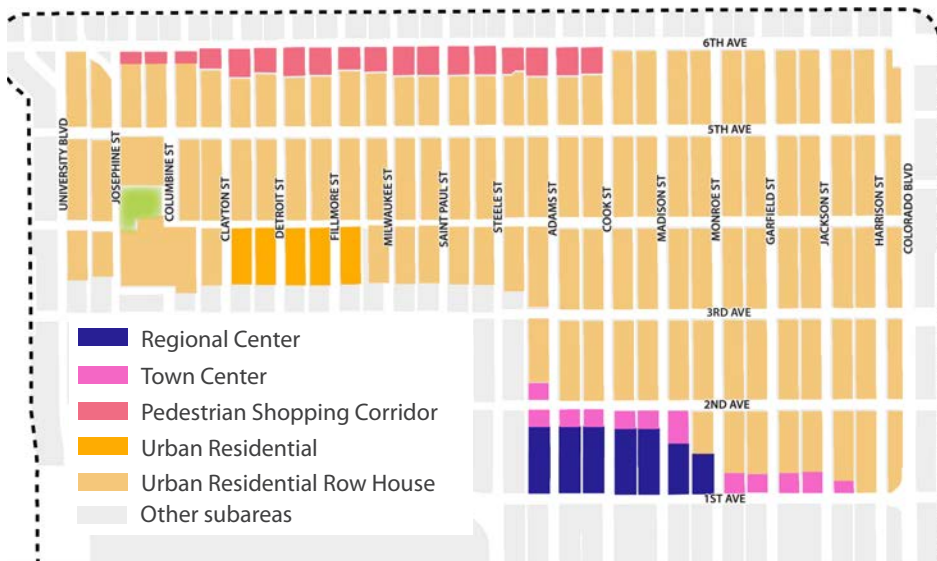 6TH AVE
5TH AVE
UNIVERSITY BLVD
JOSEPHINE ST
COLUMBINE ST
CLAYTON ST
DETROIT ST
FILLMORE ST
MILWAUKEE ST
SAINT PAUL ST
STEELE ST
ADAMS ST
COOK ST
MADISON ST
MONROE ST
GARFIELD ST
JACKSON ST
HARRISON ST
COLORADO BLVD
3RD AVE
2ND AVE
1ST AVE
Regional Center
Town Center
Pedestrian Shopping Corridor
Urban Residential
Urban Residential Row House
Other subareas